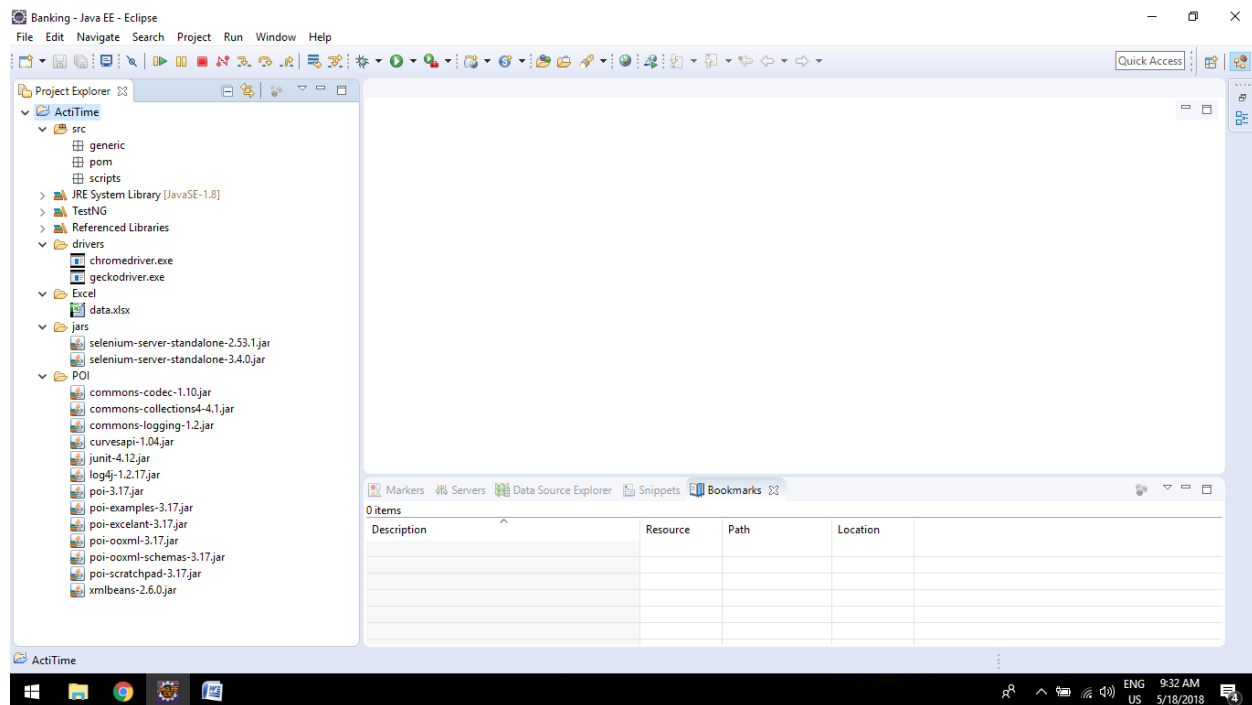 Banking - Java EE - Eclipse
File Edit Navigate Search Project Run Window Help
Quick Access
Project Explorer
ActiTime
src
generic
pom
scripts
JRE System Library [JavaSE-1.8]
TestNG
Referenced Libraries
drivers
chromedriver.exe
geckodriver.exe
Excel
data.xlsx
jars
selenium-server-standalone-2.53.1.jar
selenium-server-standalone-3.4.0.jar
POI
commons-codec-1.10.jar
commons-collections4-4.1.jar
commons-logging-1.2.jar
curvesapi-1.04.jar
junit-4.12.jar
log4j-1.2.17.jar
poi-3.17.jar
poi-examples-3.17.jar
poi-excelant-3.17.jar
poi-ooxml-3.17.jar
poi-ooxml-schemas-3.17.jar
poi-scratchpad-3.17.jar
xmlbeans-2.6.0.jar
Markers Servers Data Source Explorer Snippets Bookmarks
0 items
Description Resource Path Location
ActiTime
ENG 9:32 AM
US 5/18/2018
4